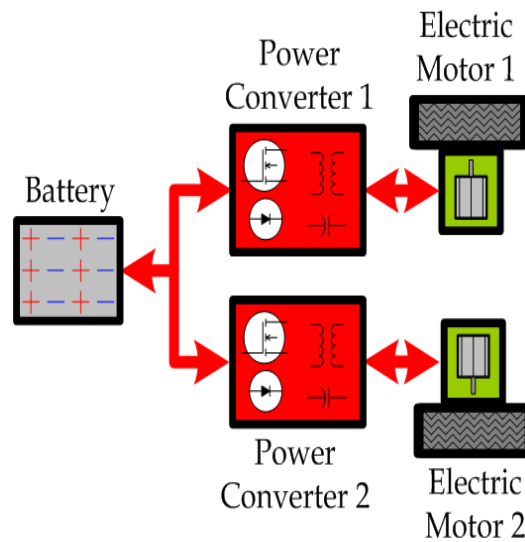 Electric
Motor 1
Power
Converter 1
Battery
Power
Converter 2
Electric
Motor 2